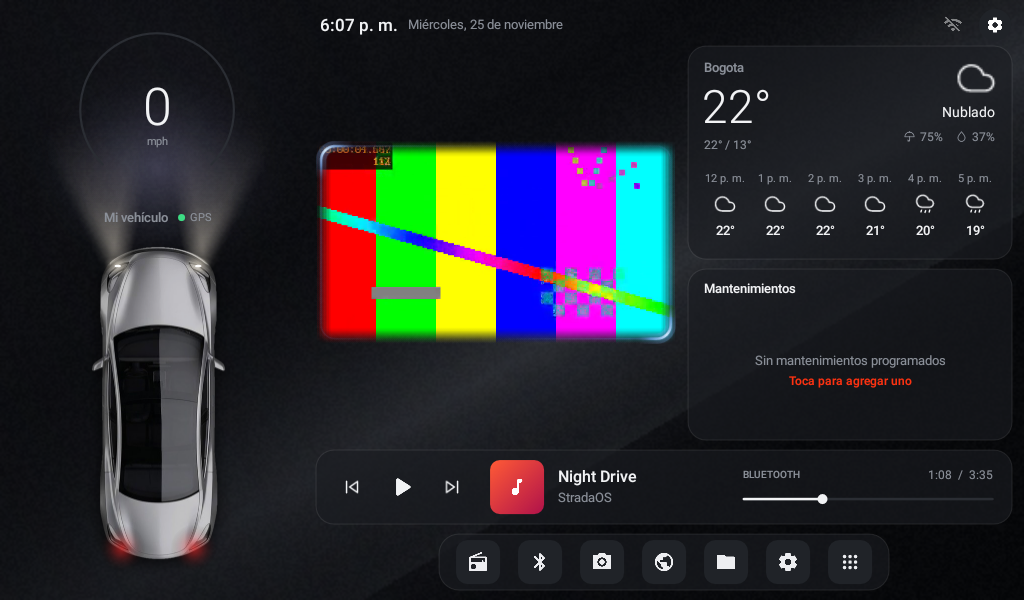 6:07 p. m. Miércoles, 25 de noviembre
0
mph
Mi vehículo GPS
11%
Bogota
22°
Nublado
22° / 13° 75% 37%
12 p. m. 1 p. m. 2 p. m. 3 p. m. 4 p. m. 5 p. m.
22° 22° 22° 21° 20° 19°
Mantenimientos
Sin mantenimientos programados
Toca para agregar uno
Night Drive
StradaOS
BLUETOOTH 1:08 / 3:35